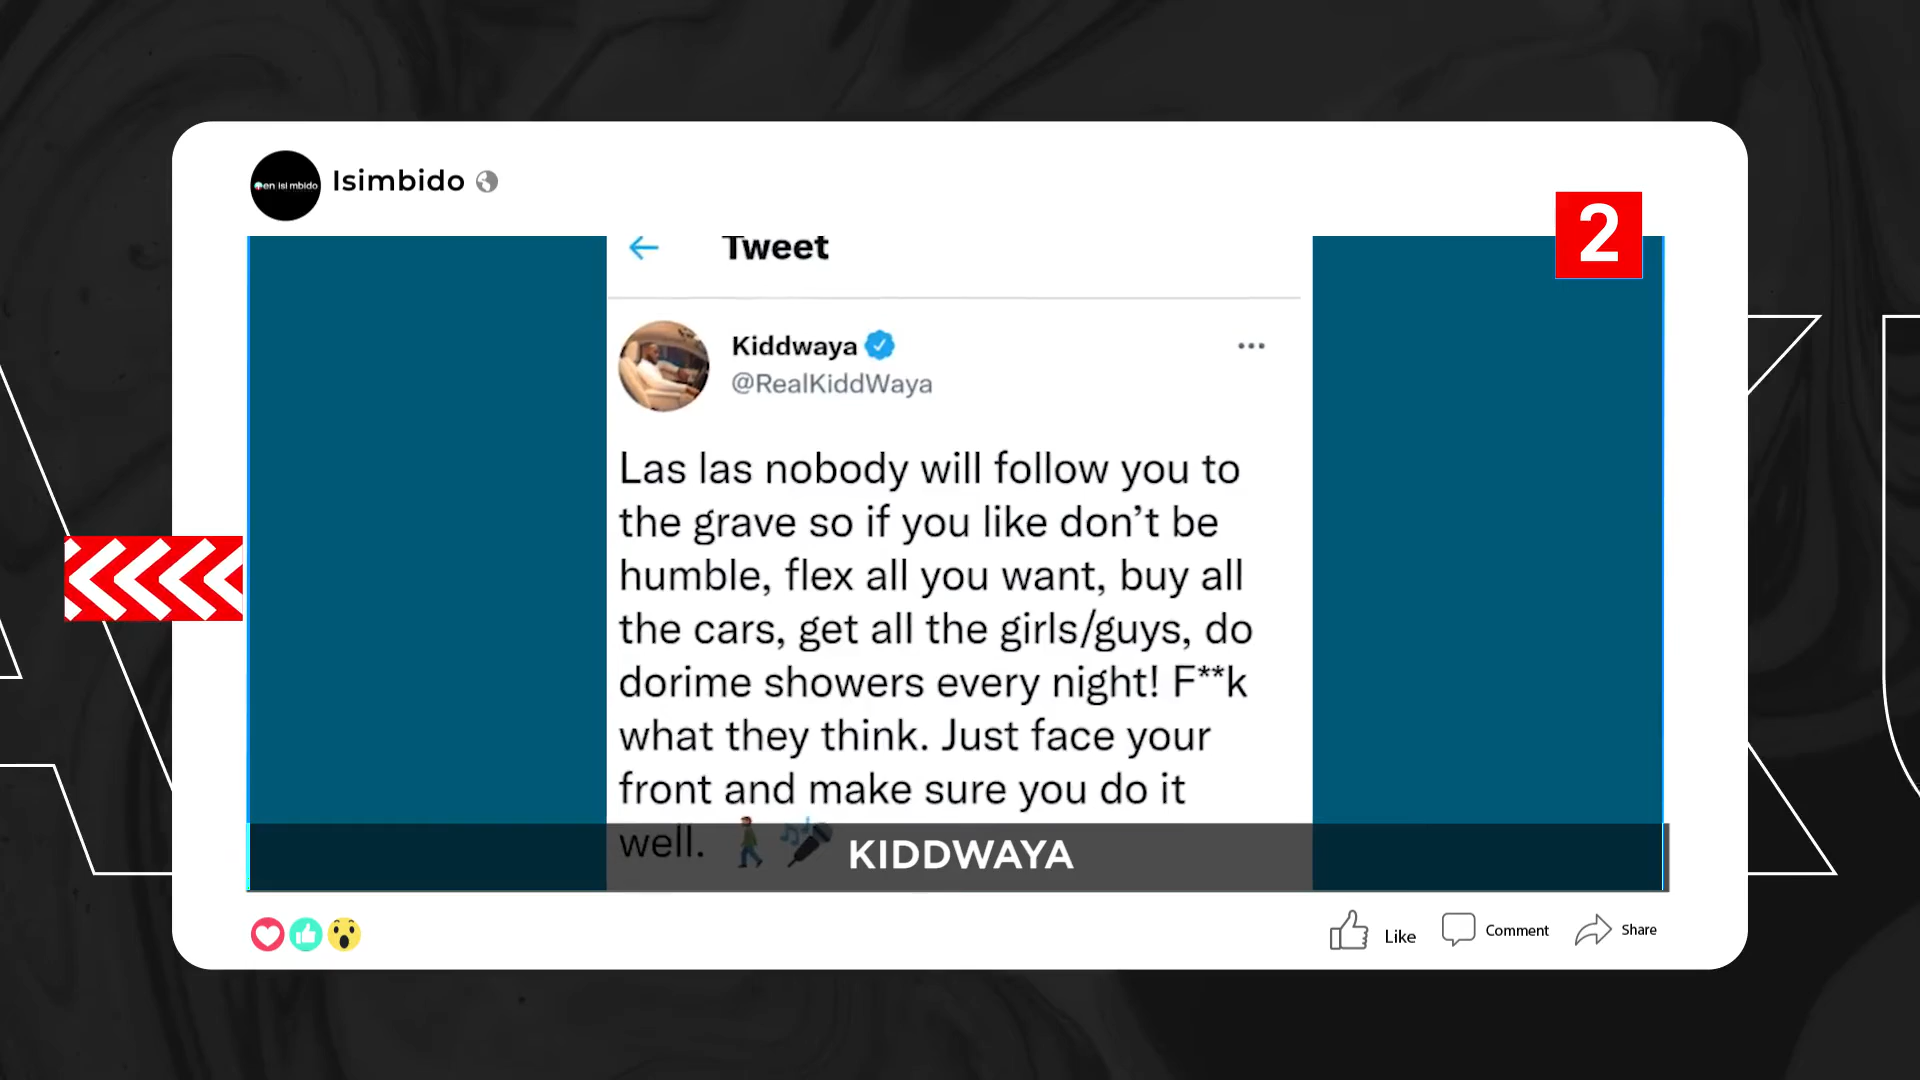 en isi mbido
Isimbido
2
Tweet
Kiddwaya
@RealKiddWaya
Las las nobody will follow you to
the grave so if you like don’t be
humble, flex all you want, buy all
the cars, get all the girls/guys, do
dorime showers every night! F**k
what they think. Just face your
front and make sure you do it
well.
KIDDWAYA
Like
Comment
Share